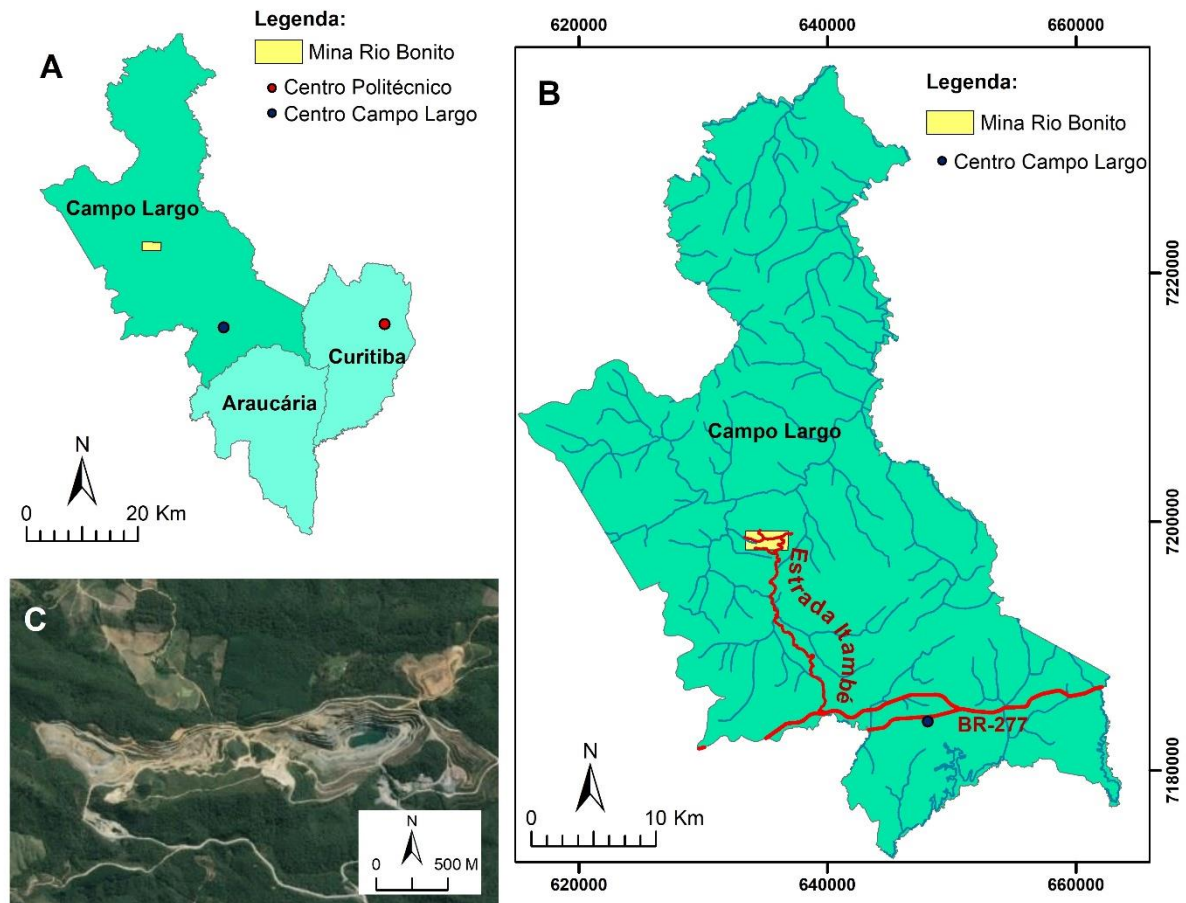 A
Legenda:
Mina Rio Bonito
Centro Politécnico
Centro Campo Largo
Campo Largo
Curitiba
Araucária
N
0 20 Km
B
620000 640000 660000
Legenda:
Mina Rio Bonito
Centro Campo Largo
Campo Largo
Estrada Itambé
BR-277
7220000
7200000
7180000
N
0 10 Km
620000 640000 660000
C
N
0 500 M